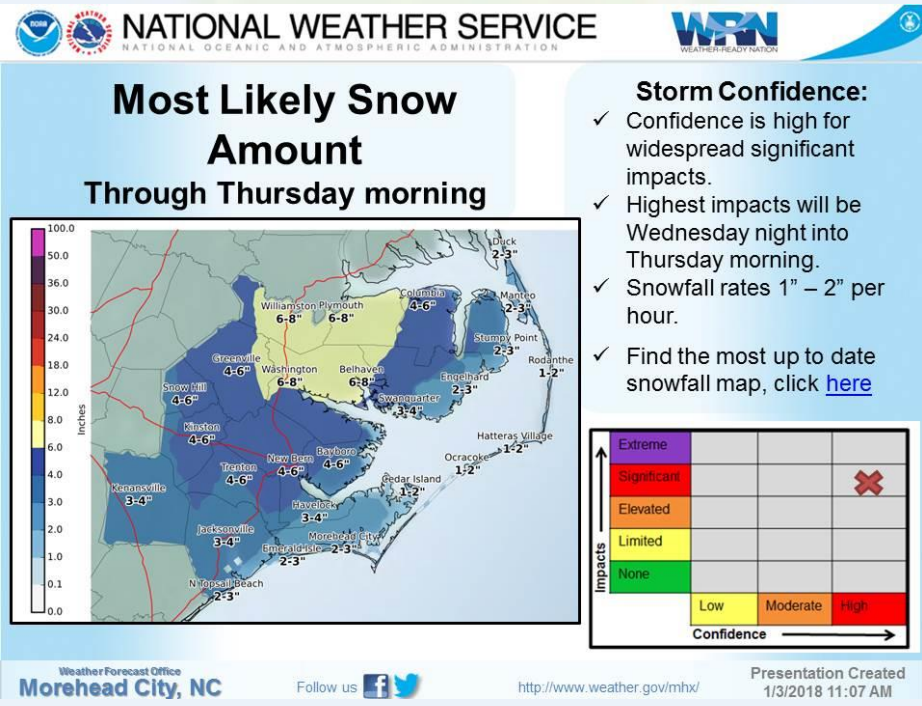 NATIONAL WEATHER SERVICE
NATIONAL OCEANIC AND ATMOSPHERIC ADMINISTRATION
NOAA
WRN
WEATHER-READY NATION
Most Likely Snow
Amount
Through Thursday morning
100.0
50.0
36.0
30.0
24.0
18.0
12.0
8.0
6.0
4.0
3.0
2.0
1.0
0.1
0.0
Inches
Duck
2-3"
Williamston
6-8"
Plymouth
6-8"
Columbia
4-6"
Manteo
2-3"
Stumpy Point
2-3"
Greenville
4-6"
Washington
6-8"
Belhaven
6-8"
Engelhard
2-3"
Rodanthe
1-2"
Snow Hill
4-6"
Swanquarter
3-4"
Kinston
4-6"
Hatteras Village
1-2"
Trenton
4-6"
New Bern
4-6"
Bayboro
4-6"
Ocracoke
1-2"
Kenansville
3-4"
Cedar Island
1-2"
Havelock
3-4"
Jacksonville
3-4"
Morehead City
2-3"
Emerald Isle
2-3"
N Topsail Beach
2-3"
Storm Confidence:
✓ Confidence is high for
widespread significant
impacts.
✓ Highest impacts will be
Wednesday night into
Thursday morning.
✓ Snowfall rates 1” – 2” per
hour.
✓ Find the most up to date
snowfall map, click here
Impacts
Extreme
Significant
Elevated
Limited
None
Low
Moderate
High
Confidence
Weather Forecast Office
Morehead City, NC
Follow us
http://www.weather.gov/mhx/
Presentation Created
1/3/2018 11:07 AM